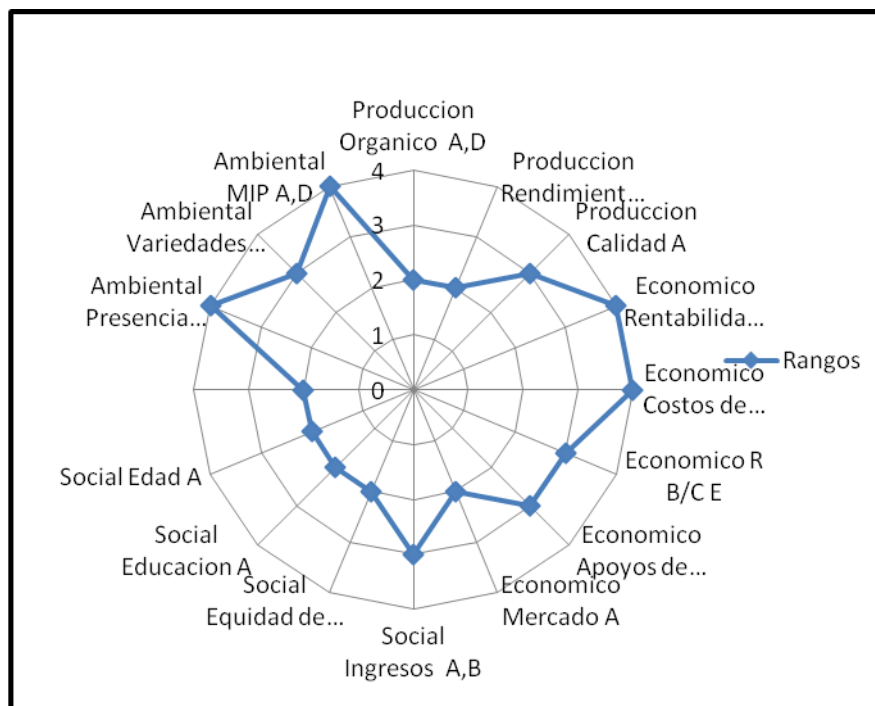 Produccion
Organico A,D
Produccion
Rendimient...
Produccion
Calidad A
Economico
Rentabilida...
Economico
Costos de...
Economico R
B/C E
Economico
Apoyos de...
Economico
Mercado A
Social
Ingresos A,B
Social
Equidad de...
Social
Educacion A
Social Edad A
Ambiental
Presencia...
Ambiental
Variedades...
Ambiental
MIP A,D
4
3
2
1
0
Rangos